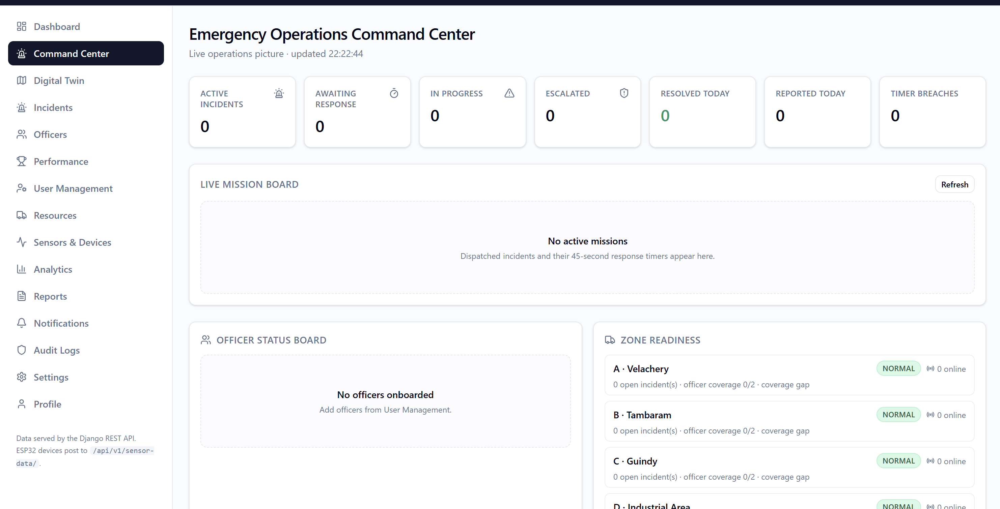 Dashboard
Command Center
Digital Twin
Incidents
Officers
Performance
User Management
Resources
Sensors & Devices
Analytics
Reports
Notifications
Audit Logs
Settings
Profile
Data served by the Django REST API.
ESP32 devices post to /api/v1/sensor-
data/ .
Emergency Operations Command Center
Live operations picture · updated 22:22:44
ACTIVE
INCIDENTS
0
AWAITING
RESPONSE
0
IN PROGRESS
0
ESCALATED
0
RESOLVED TODAY
0
REPORTED TODAY
0
TIMER BREACHES
0
LIVE MISSION BOARD
Refresh
No active missions
Dispatched incidents and their 45-second response timers appear here.
OFFICER STATUS BOARD
No officers onboarded
Add officers from User Management.
ZONE READINESS
A · Velachery
NORMAL
0 online
0 open incident(s) · officer coverage 0/2 · coverage gap
B · Tambaram
NORMAL
0 online
0 open incident(s) · officer coverage 0/2 · coverage gap
C · Guindy
NORMAL
0 online
0 open incident(s) · officer coverage 0/2 · coverage gap
D · Industrial Area
NORMAL
0 online